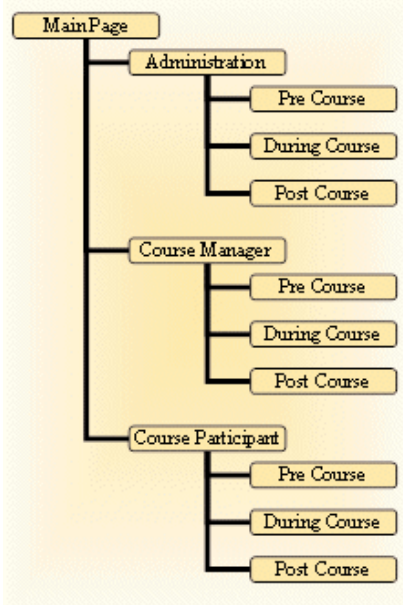 MainPage
Administration
Pre Course
During Course
Post Course
Course Manager
Pre Course
During Course
Post Course
Course Participant
Pre Course
During Course
Post Course